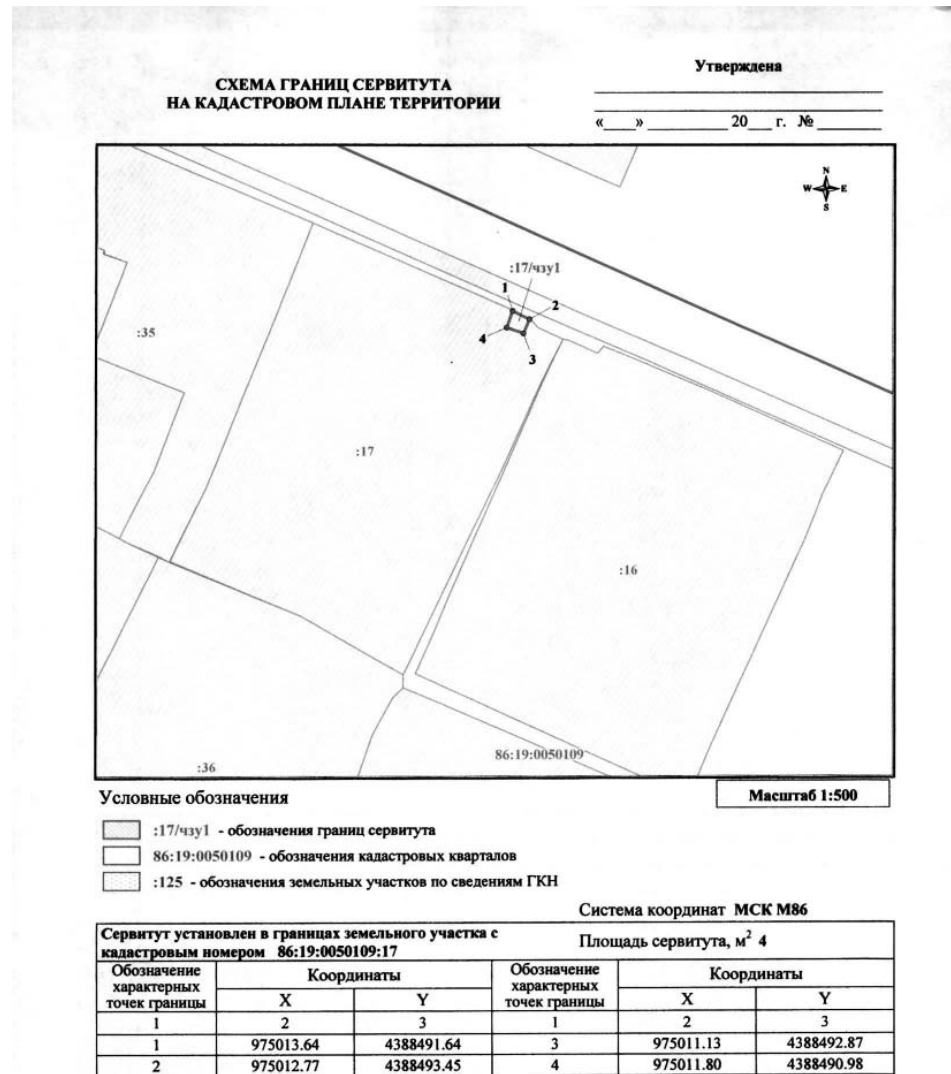 Утверждена
СХЕМА ГРАНИЦ СЕРВИТУТА
НА КАДАСТРОВОМ ПЛАНЕ ТЕРРИТОРИИ
«___» _________ 20___ г. № _______
N
W E
S
:17/чзу1
1
2
:35
4
3
:17
:16
86:19:0050109
:36
Условные обозначения
Масштаб 1:500
:17/чзу1 - обозначения границ сервитута
86:19:0050109 - обозначения кадастровых кварталов
:125 - обозначения земельных участков по сведениям ГКН
Система координат МСК М86
Сервитут установлен в границах земельного участка с
кадастровым номером 86:19:0050109:17
Площадь сервитута, м² 4
Обозначение
характерных
точек границы
Координаты
Обозначение
характерных
точек границы
Координаты
X Y X Y
1 2 3 1 2 3
1 975013.64 4388491.64 3 975011.13 4388492.87
2 975012.77 4388493.45 4 975011.80 4388490.98